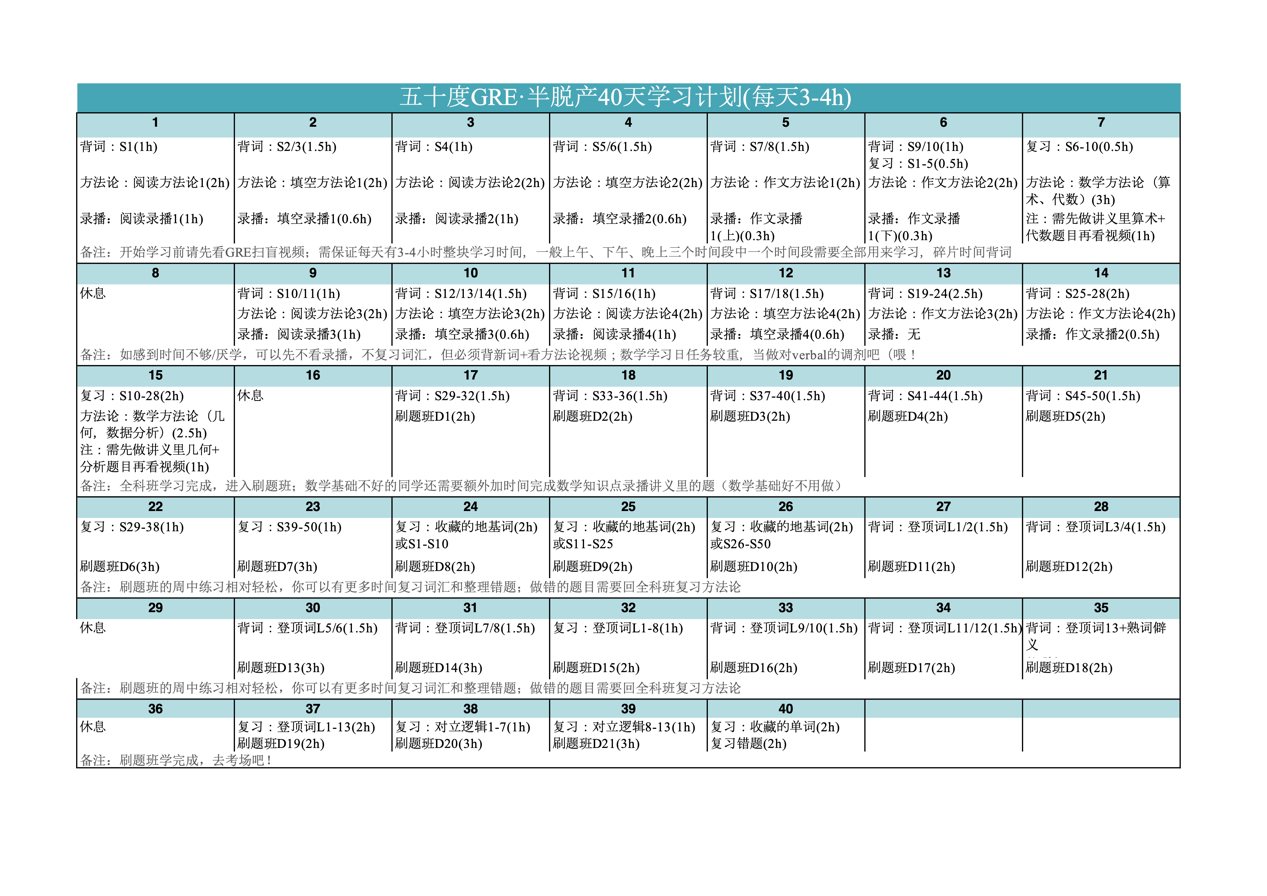 五十度GRE·半脱产40天学习计划(每天3-4h)
1 2 3 4 5 6 7
背词：S1(1h) 背词：S2/3(1.5h) 背词：S4(1h) 背词：S5/6(1.5h) 背词：S7/8(1.5h) 背词：S9/10(1h) 复习：S6-10(0.5h)
复习：S1-5(0.5h)
方法论：阅读方法论1(2h) 方法论：填空方法论1(2h) 方法论：阅读方法论2(2h) 方法论：填空方法论2(2h) 方法论：作文方法论1(2h) 方法论：作文方法论2(2h) 方法论：数学方法论（算
术、代数）(3h)
录播：阅读录播1(1h) 录播：填空录播1(0.6h) 录播：阅读录播2(1h) 录播：填空录播2(0.6h) 录播：作文录播 录播：作文录播 注：需先做讲义里算术+
1(上)(0.3h) 1(下)(0.3h) 代数题目再看视频(1h)
备注：开始学习前请先看GRE扫盲视频；需保证每天有3-4小时整块学习时间，一般上午、下午、晚上三个时间段中一个时间段需要全部用来学习, 碎片时间背词
8 9 10 11 12 13 14
休息 背词：S10/11(1h) 背词：S12/13/14(1.5h) 背词：S15/16(1h) 背词：S17/18(1.5h) 背词：S19-24(2.5h) 背词：S25-28(2h)
方法论：阅读方法论3(2h) 方法论：填空方法论3(2h) 方法论：阅读方法论4(2h) 方法论：填空方法论4(2h) 方法论：作文方法论3(2h) 方法论：作文方法论4(2h)
录播：阅读录播3(1h) 录播：填空录播3(0.6h) 录播：阅读录播4(1h) 录播：填空录播4(0.6h) 录播：无 录播：作文录播2(0.5h)
备注：如感到时间不够/厌学，可以先不看录播，不复习词汇，但必须背新词+看方法论视频；数学学习日任务较重, 当做对verbal的调剂吧（喂！
15 16 17 18 19 20 21
复习：S10-28(2h) 休息 背词：S29-32(1.5h) 背词：S33-36(1.5h) 背词：S37-40(1.5h) 背词：S41-44(1.5h) 背词：S45-50(1.5h)
方法论：数学方法论（几 刷题班D1(2h) 刷题班D2(2h) 刷题班D3(2h) 刷题班D4(2h) 刷题班D5(2h)
何, 数据分析）(2.5h)
注：需先做讲义里几何+
分析题目再看视频(1h)
备注：全科班学习完成，进入刷题班；数学基础不好的同学还需要额外加时间完成数学知识点录播讲义里的题（数学基础好不用做）
22 23 24 25 26 27 28
复习：S29-38(1h) 复习：S39-50(1h) 复习：收藏的地基词(2h) 复习：收藏的地基词(2h) 复习：收藏的地基词(2h) 背词：登顶词L1/2(1.5h) 背词：登顶词L3/4(1.5h)
或S1-S10 或S11-S25 或S26-S50
刷题班D6(3h) 刷题班D7(3h) 刷题班D8(2h) 刷题班D9(2h) 刷题班D10(2h) 刷题班D11(2h) 刷题班D12(2h)
备注：刷题班的周中练习相对轻松，你可以有更多时间复习词汇和整理错题；做错的题目需要回全科班复习方法论
29 30 31 32 33 34 35
休息 背词：登顶词L5/6(1.5h) 背词：登顶词L7/8(1.5h) 复习：登顶词L1-8(1h) 背词：登顶词L9/10(1.5h) 背词：登顶词L11/12(1.5h) 背词：登顶词13+熟词僻
义
刷题班D13(3h) 刷题班D14(3h) 刷题班D15(2h) 刷题班D16(2h) 刷题班D17(2h) 刷题班D18(2h)
备注：刷题班的周中练习相对轻松，你可以有更多时间复习词汇和整理错题；做错的题目需要回全科班复习方法论
36 37 38 39 40
休息 复习：登顶词L1-13(2h) 复习：对立逻辑1-7(1h) 复习：对立逻辑8-13(1h) 复习：收藏的单词(2h)
刷题班D19(2h) 刷题班D20(3h) 刷题班D21(3h) 复习错题(2h)
备注：刷题班学完成，去考场吧！